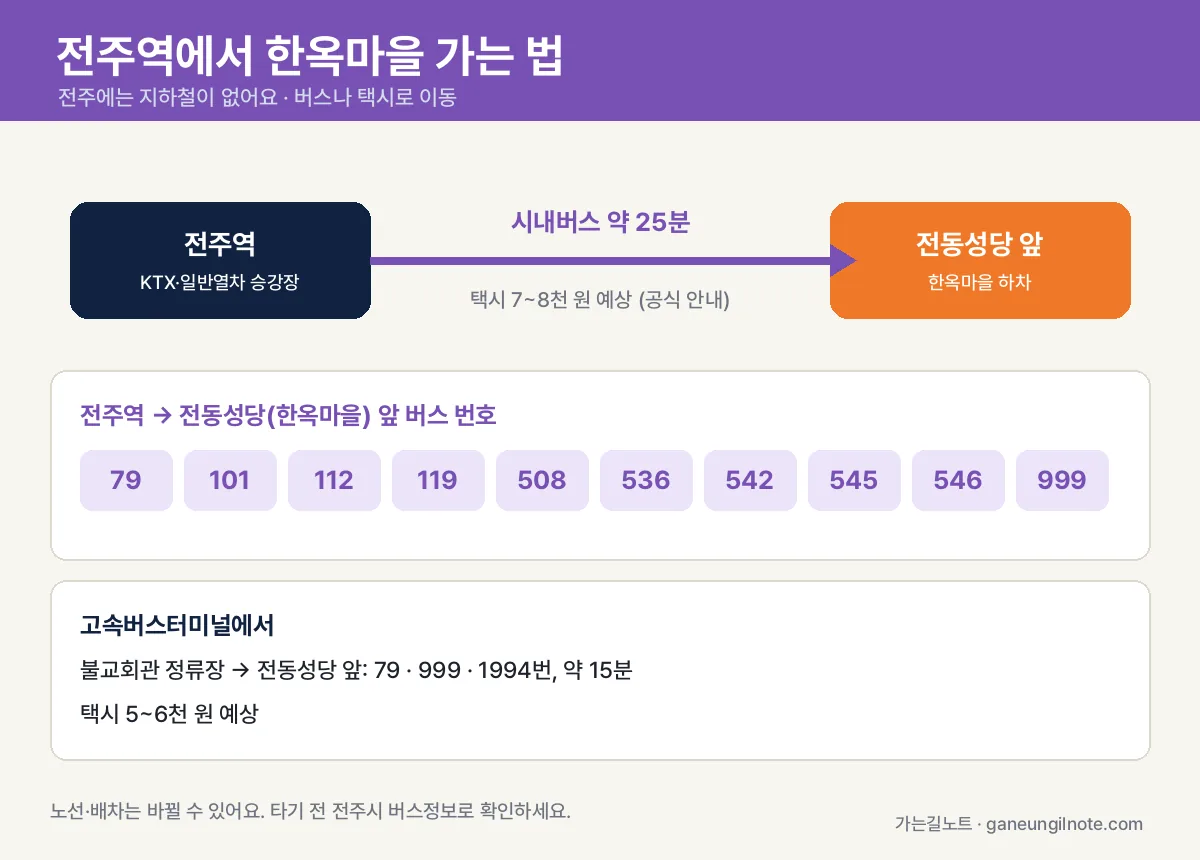 전주역에서 한옥마을 가는 법
전주에는 지하철이 없어요 · 버스나 택시로 이동
전주역
KTX·일반열차 승강장
시내버스 약 25분
택시 7~8천 원 예상 (공식 안내)
전동성당 앞
한옥마을 하차
전주역 → 전동성당(한옥마을) 앞 버스 번호
79 101 112 119 508 536 542 545 546 999
고속버스터미널에서
불교회관 정류장 → 전동성당 앞: 79 · 999 · 1994번, 약 15분
택시 5~6천 원 예상
노선·배차는 바뀔 수 있어요. 타기 전 전주시 버스정보로 확인하세요.
가는길노트 · ganeungilnote.com